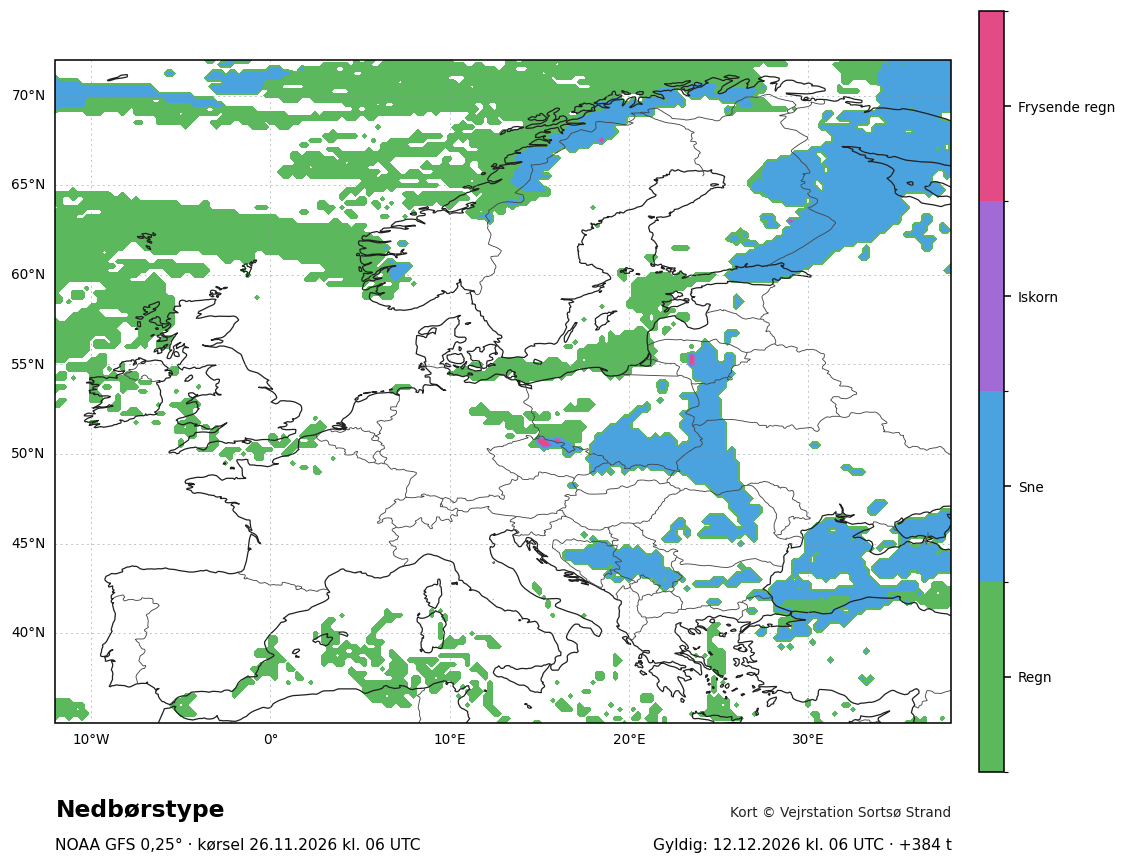 70°N
65°N
60°N
55°N
50°N
45°N
40°N
10°W
0°
10°E
20°E
30°E
Frysende regn
Iskorn
Sne
Regn
Nedbørstype
Kort © Vejrstation Sortsø Strand
NOAA GFS 0,25° · kørsel 26.11.2026 kl. 06 UTC
Gyldig: 12.12.2026 kl. 06 UTC · +384 t